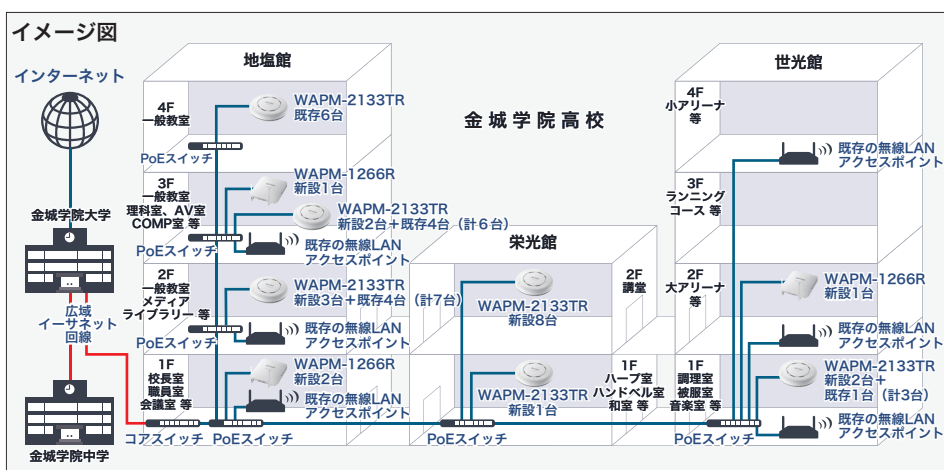 イメージ図
インターネット
金城学院大学
広域
イーサネット
回線
金城学院中学
金城学院高校
地塩館
4F
一般教室
WAPM-2133TR
既存6台
PoEスイッチ
3F
一般教室
理科室、AV室
COMP室 等
WAPM-1266R
新設1台
WAPM-2133TR
新設2台＋既存4台（計６台）
既存の無線LAN
アクセスポイント
PoEスイッチ
2F
一般教室
メディア
ライブラリー 等
WAPM-2133TR
新設3台＋既存4台（計7台）
既存の無線LAN
アクセスポイント
PoEスイッチ
1F
校長室
職員室
会議室 等
WAPM-1266R
新設2台
既存の無線LAN
アクセスポイント
コアスイッチ
PoEスイッチ
栄光館
2F
講堂
WAPM-2133TR
新設8台
1F
ハープ室
ハンドベル室
和室 等
WAPM-2133TR
新設1台
PoEスイッチ
世光館
4F
小アリーナ
等
既存の無線LAN
アクセスポイント
3F
ランニング
コース 等
2F
大アリーナ
等
WAPM-1266R
新設1台
既存の無線LAN
アクセスポイント
1F
調理室
被服室
音楽室 等
WAPM-2133TR
新設2台＋
既存1台（計3台）
既存の無線LAN
アクセスポイント
PoEスイッチ